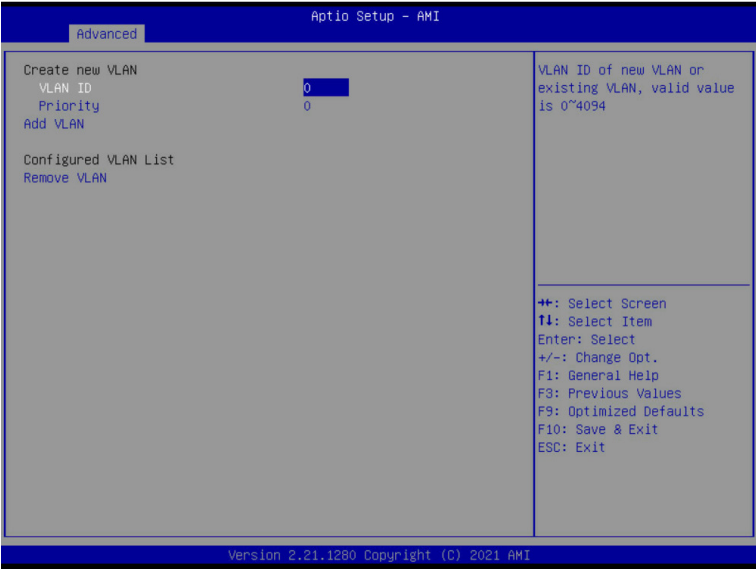 Aptio Setup – AMI
Advanced
Create new VLAN
VLAN ID 0
Priority 0
Add VLAN
Configured VLAN List
Remove VLAN
VLAN ID of new VLAN or
existing VLAN, valid value
is 0~4094
→←: Select Screen
↑↓: Select Item
Enter: Select
+/-: Change Opt.
F1: General Help
F3: Previous Values
F9: Optimized Defaults
F10: Save & Exit
ESC: Exit
Version 2.21.1280 Copyright (C) 2021 AMI